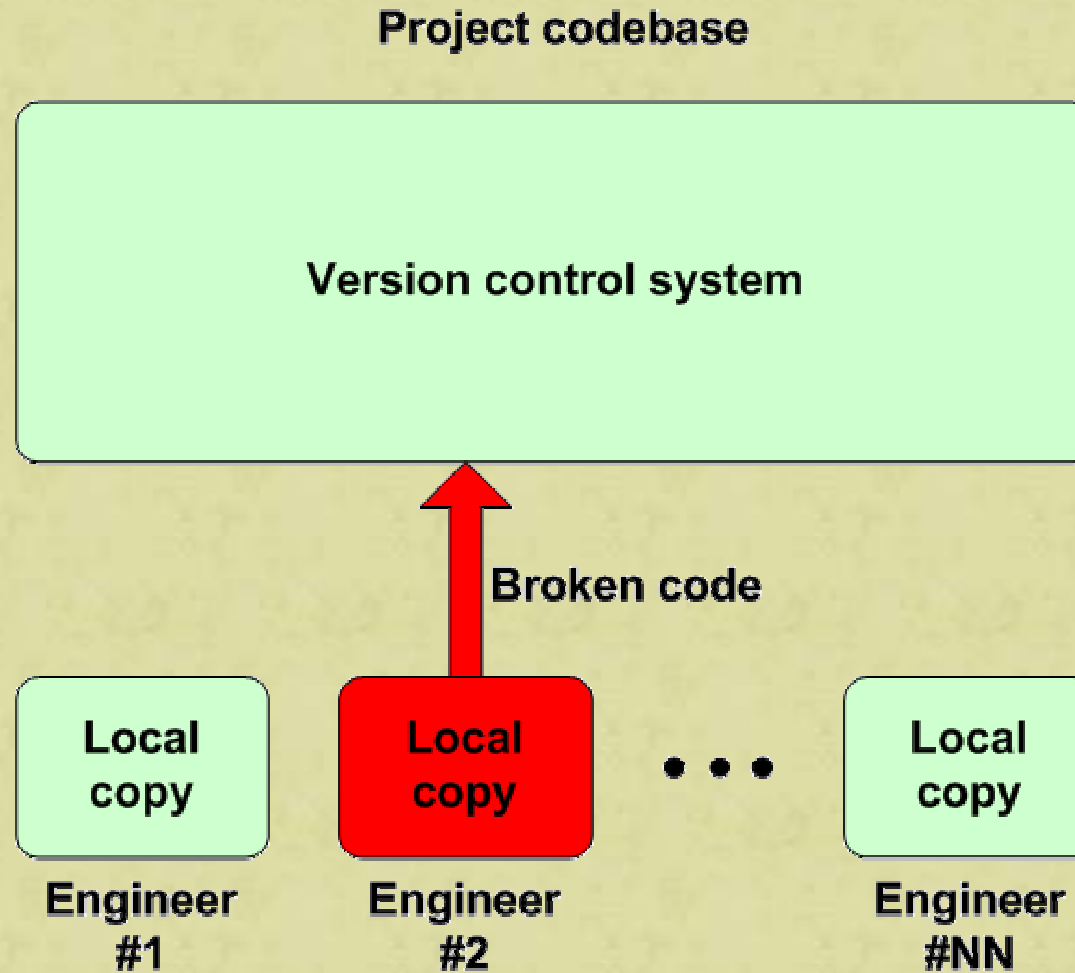 Project codebase
Version control system
Broken code
Local
copy
Local
copy
Local
copy
Engineer
#1
Engineer
#2
Engineer
#NN